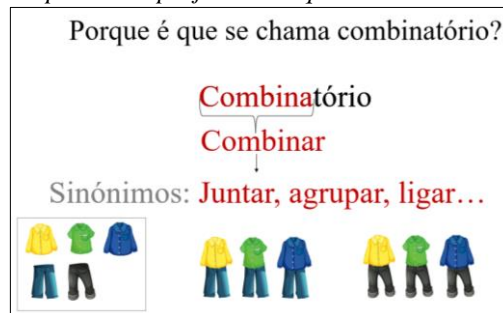 Porque é que se chama combinatório?
Combinatório
Combinar
Sinónimos: Juntar, agrupar, ligar…